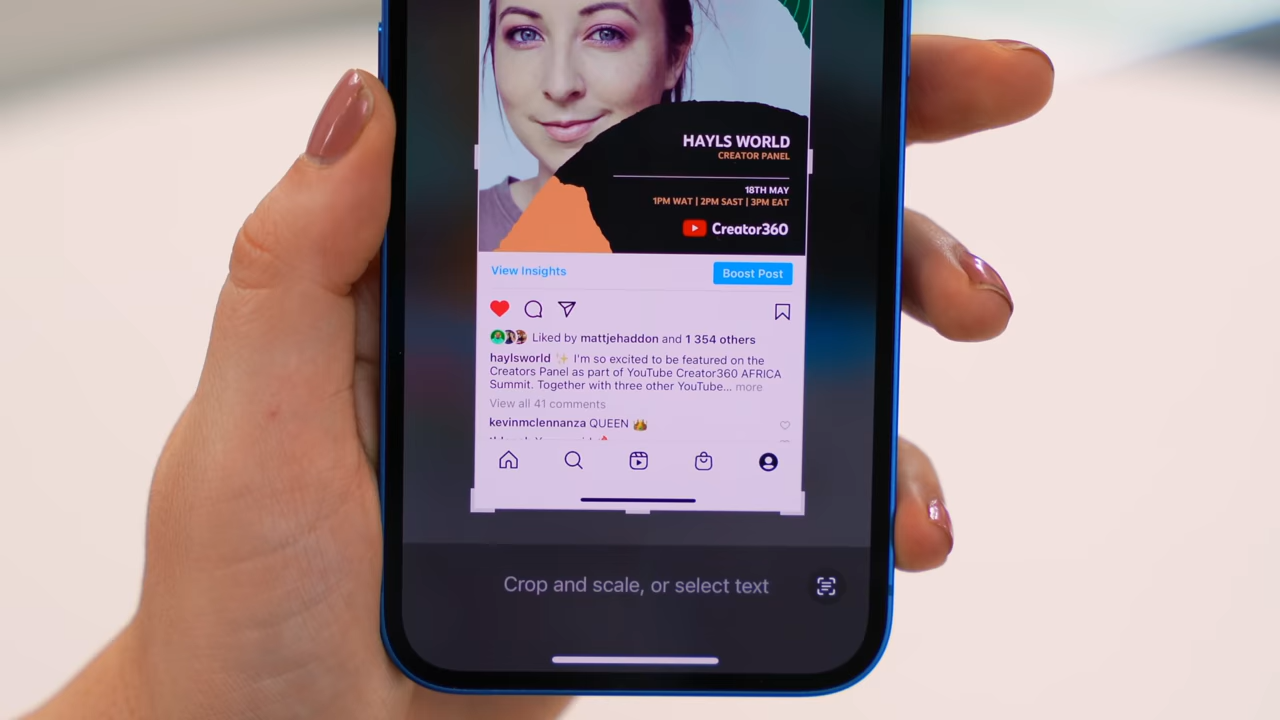 HAYLS WORLD
CREATOR PANEL
18TH MAY
1PM WAT | 2PM SAST | 3PM EAT
Creator360
View Insights
Boost Post
Liked by mattjehaddon and 1 354 others
haylsworld ✨ I'm so excited to be featured on the
Creators Panel as part of YouTube Creator360 AFRICA
Summit. Together with three other YouTube... more
View all 41 comments
kevinmclennanza QUEEN 👑
Crop and scale, or select text